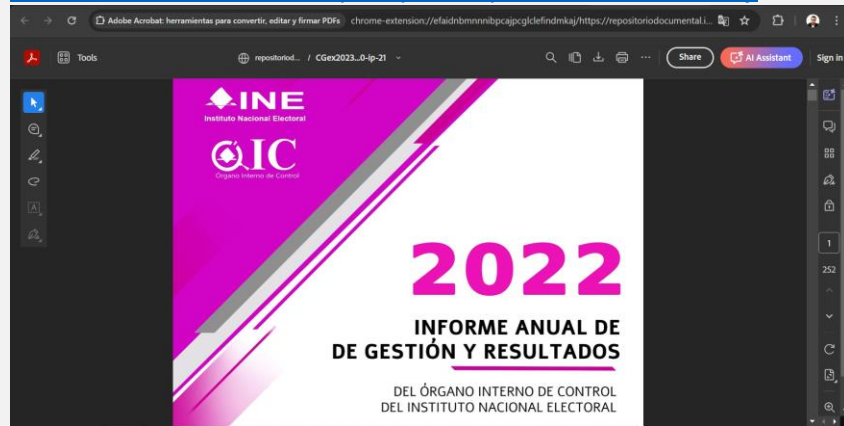 Adobe Acrobat: herramientas para convertir, editar y firmar PDFs chrome-extension://efaidnbmnnnibpcajpcglclefindmkaj/https://repositoriodocumental.i...
Tools
repositoriod... / CGex2023...0-ip-21
Share
AI Assistant
Sign in
INE
Instituto Nacional Electoral
OIC
Órgano Interno de Control
2022
INFORME ANUAL DE
DE GESTIÓN Y RESULTADOS
DEL ÓRGANO INTERNO DE CONTROL
DEL INSTITUTO NACIONAL ELECTORAL
1
252